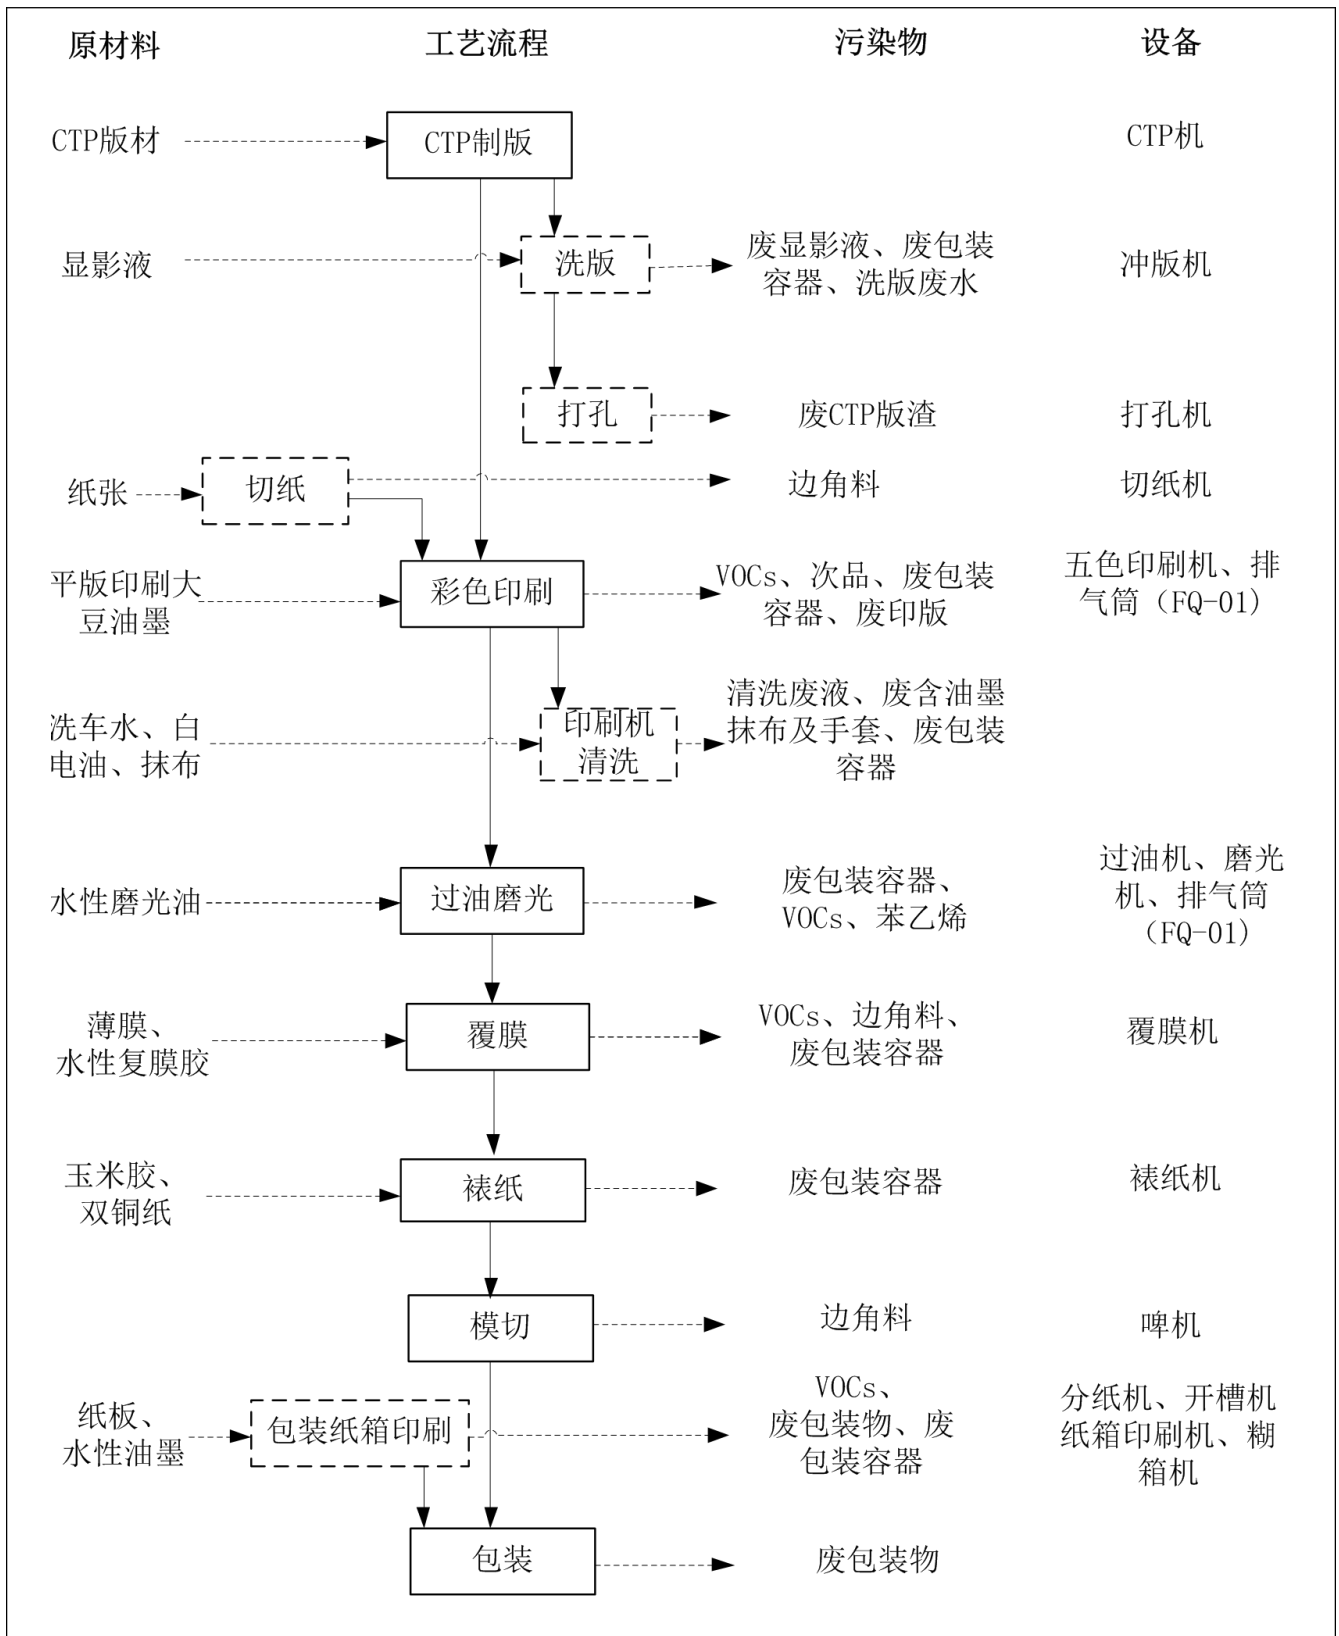 原材料
工艺流程
污染物
设备
CTP版材
CTP制版
CTP机
显影液
洗版
废显影液、废包装
容器、洗版废水
冲版机
打孔
废CTP版渣
打孔机
纸张
切纸
边角料
切纸机
平版印刷大
豆油墨
彩色印刷
VOCs、次品、废包装
容器、废印版
五色印刷机、排
气筒（FQ-01)
洗车水、白
电油、抹布
印刷机
清洗
清洗废液、废含油墨
抹布及手套、废包装
容器
水性磨光油
过油磨光
废包装容器、
VOCs、苯乙烯
过油机、磨光
机、排气筒
（FQ-01)
薄膜、
水性复膜胶
覆膜
VOCs、边角料、
废包装容器
覆膜机
玉米胶、
双铜纸
裱纸
废包装容器
裱纸机
模切
边角料
啤机
纸板、
水性油墨
包装纸箱印刷
VOCs、
废包装物、废
包装容器
分纸机、开槽机
纸箱印刷机、糊
箱机
包装
废包装物